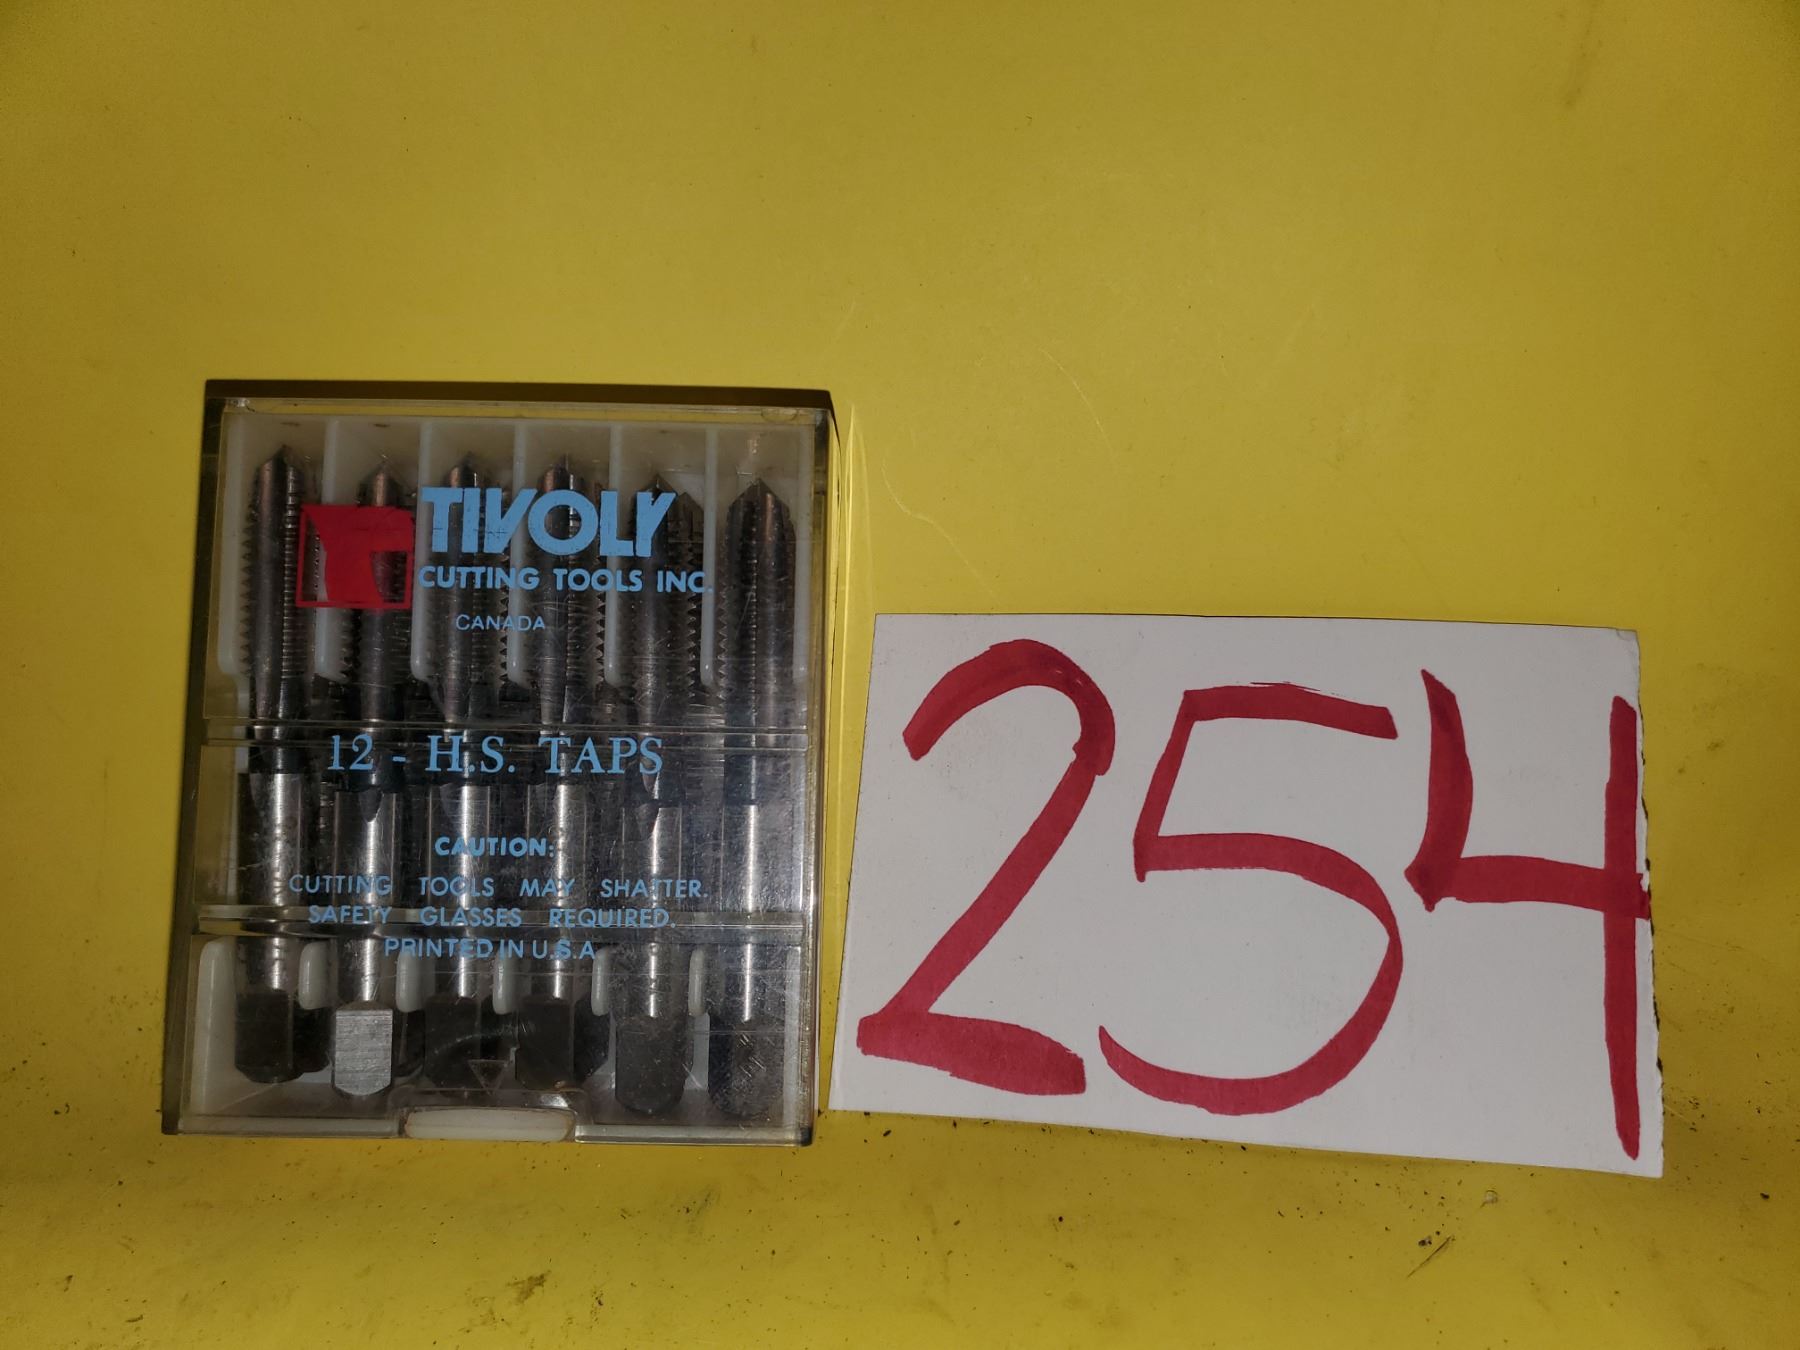 TIVOLY
CUTTING TOOLS INC.
CANADA
12 - H.S. TAPS
CAUTION:
CUTTING TOOLS MAY SHATTER.
SAFETY GLASSES REQUIRED.
PRINTED IN U.S.A
254